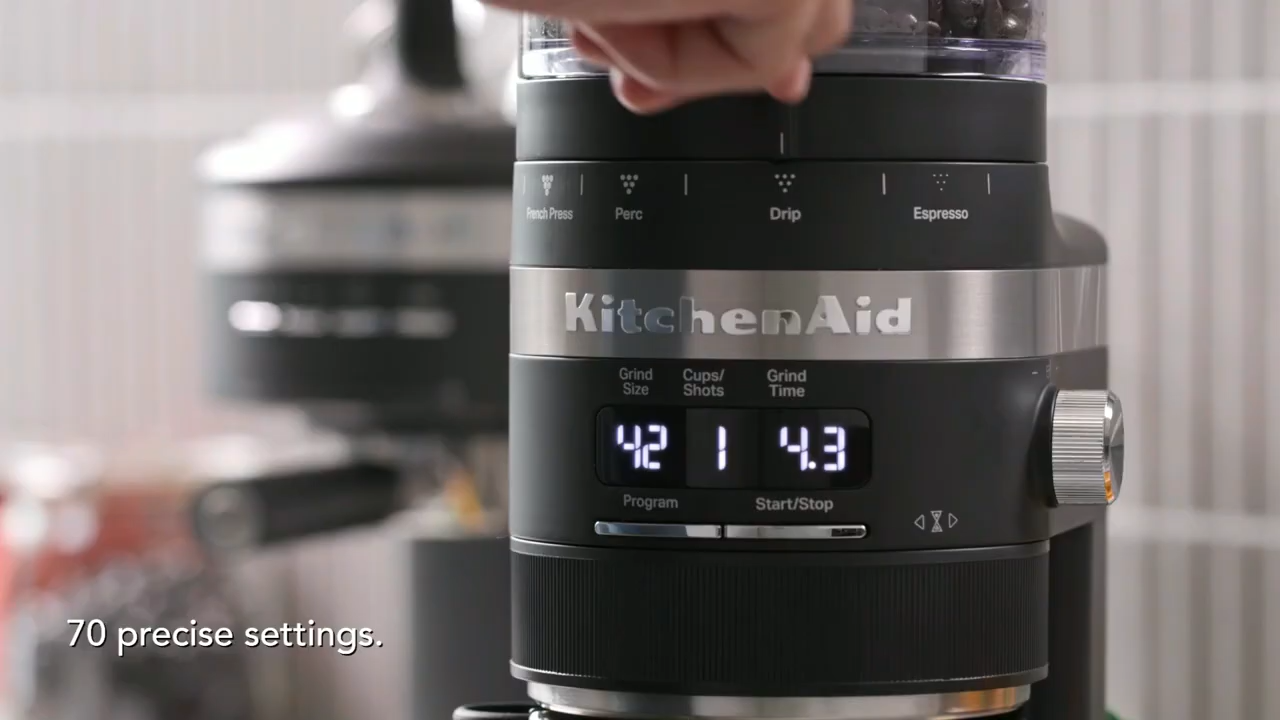 French Press Perc Drip Espresso
KitchenAid
Grind Size
Cups/ Shots
Grind Time
42 1 4.3
Program Start/Stop
70 precise settings.